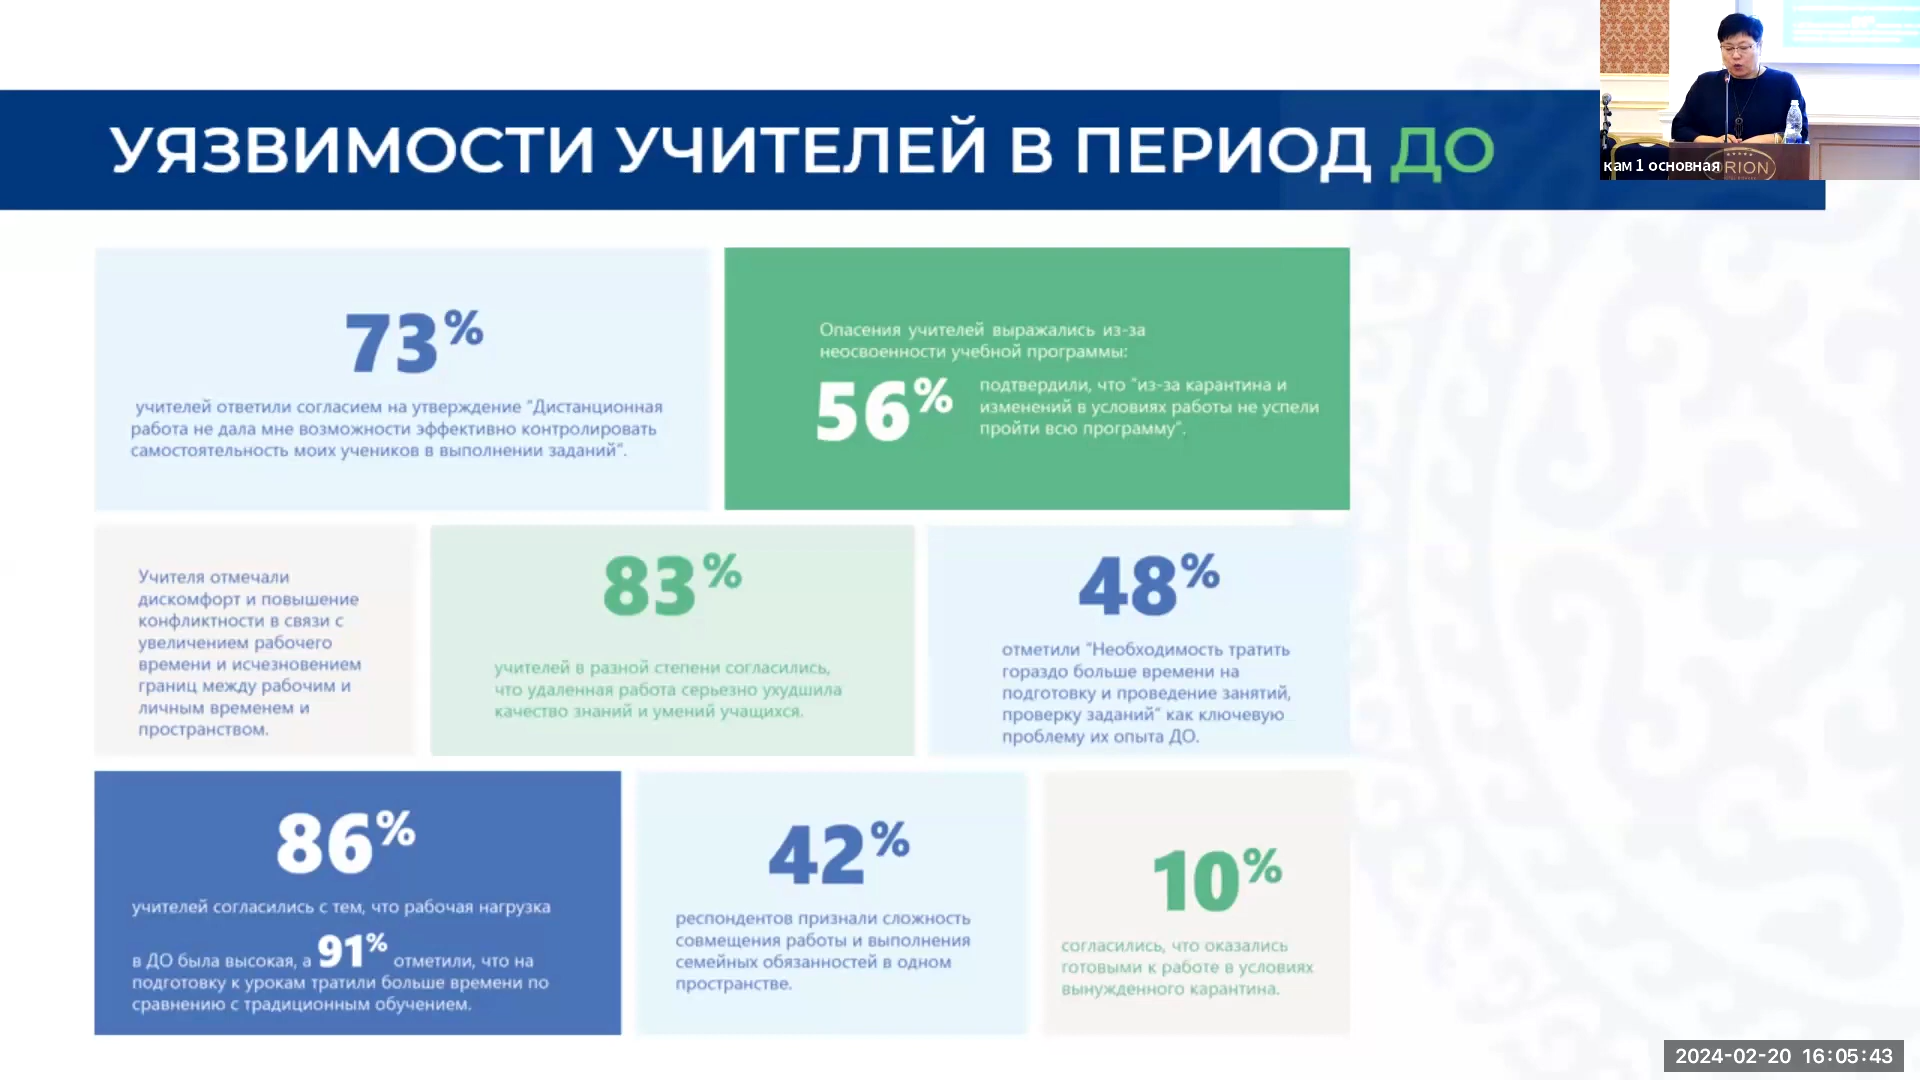 УЯЗВИМОСТИ УЧИТЕЛЕЙ В ПЕРИОД ДО
кам 1 основная
RION
73%
учителей ответили согласием на утверждение "Дистанционная
работа не дала мне возможности эффективно контролировать
самостоятельность моих учеников в выполнении заданий".
Опасения учителей выражались из-за
неосвоенности учебной программы:
56%
подтвердили, что "из-за карантина и
изменений в условиях работы не успели
пройти всю программу".
Учителя отмечали
дискомфорт и повышение
конфликтности в связи с
увеличением рабочего
времени и исчезновением
границ между рабочим и
личным временем и
пространством.
83%
учителей в разной степени согласились,
что удаленная работа серьезно ухудшила
качество знаний и умений учащихся.
48%
отметили "Необходимость тратить
гораздо больше времени на
подготовку и проведение занятий,
проверку заданий" как ключевую
проблему их опыта ДО.
86%
учителей согласились с тем, что рабочая нагрузка
в ДО была высокая, а 91% отметили, что на
подготовку к урокам тратили больше времени по
сравнению с традиционным обучением.
42%
респондентов признали сложность
совмещения работы и выполнения
семейных обязанностей в одном
пространстве.
10%
согласились, что оказались
готовыми к работе в условиях
вынужденного карантина.
2024-02-20 16:05:43